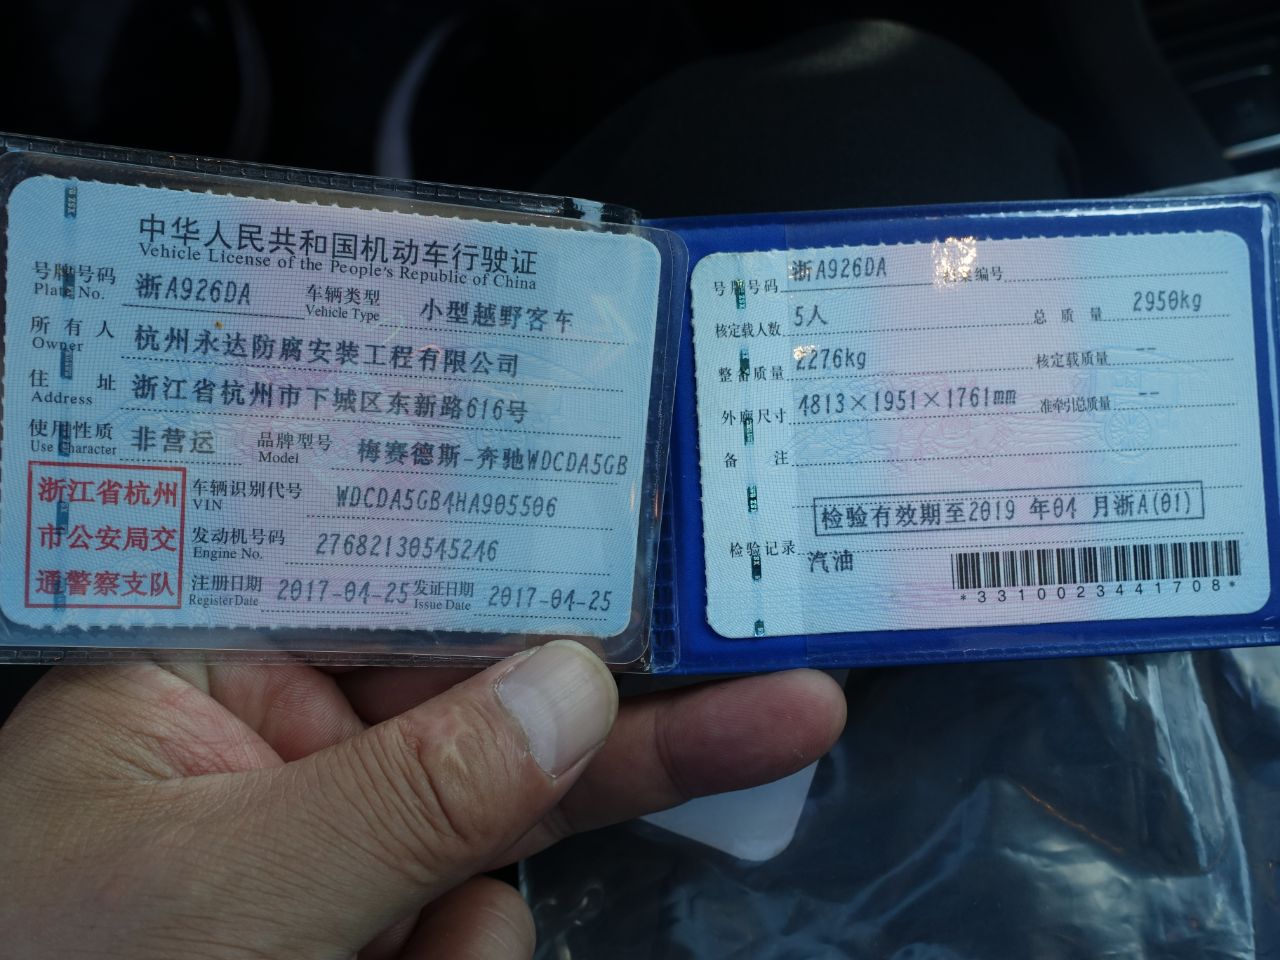 中华人民共和国机动车行驶证
Vehicle License of the People's Republic of China
号牌号码 浙A926DA 车辆类型 小型越野客车
Plate No. Vehicle Type
所有人 杭州永达防腐安装工程有限公司
Owner
住址 浙江省杭州市下城区东新路616号
Address
使用性质 非营运 品牌型号 梅赛德斯-奔驰WDCDA5GB
Use Character Model
浙江省杭州
市公安局交
通警察支队
车辆识别代号 WDCDA5GB4HA905506
VIN
发动机号码 27682130545246
Engine No.
注册日期 2017-04-25 发证日期 2017-04-25
Register Date Issue Date
号牌号码 浙A926DA 编号
核定载人数 5人 总质量 2950kg
整备质量 2276kg 核定载质量 --
外廓尺寸 4813×1951×1761mm 准牵引总质量 --
备注
检验有效期至2019 年04 月浙A(01)
检验记录 汽油
*3310023441708*